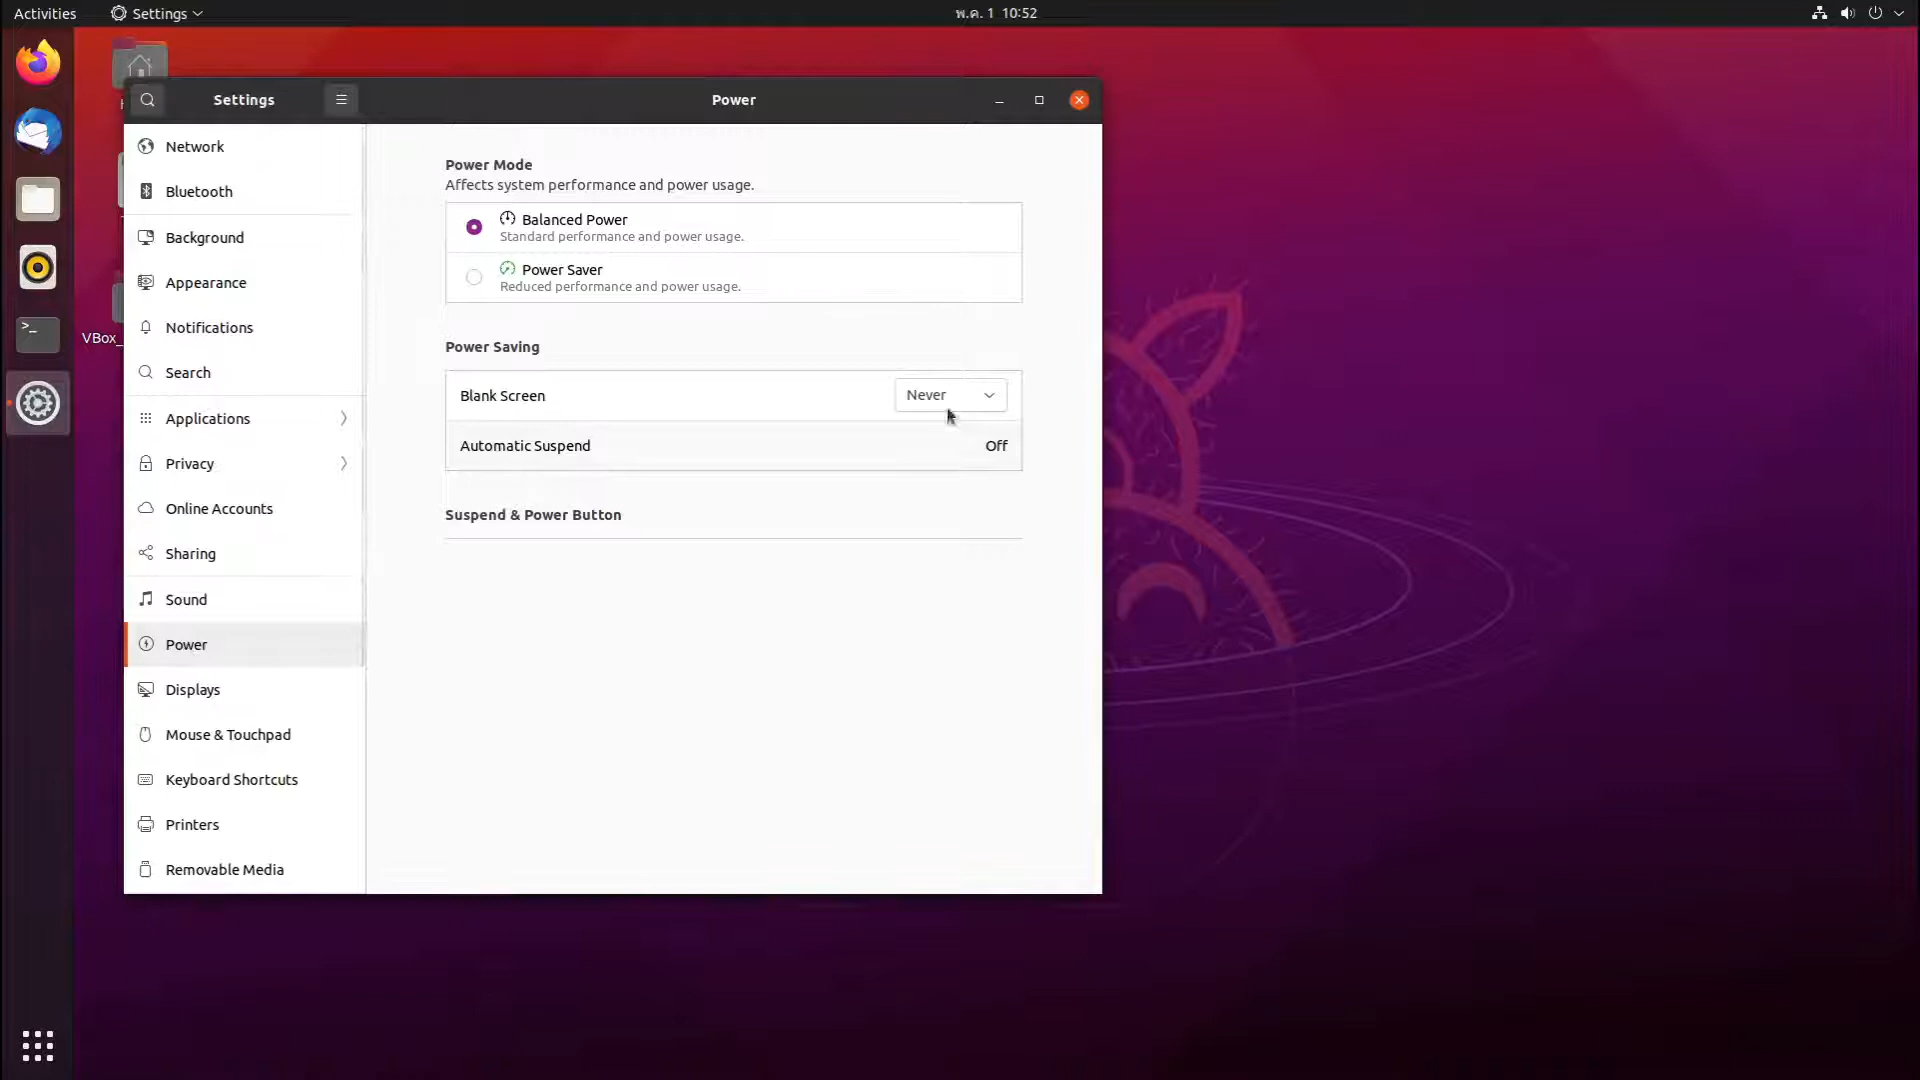 Activities
Settings
พ.ค. 1 10:52
Settings
Power
Network
Bluetooth
Background
Appearance
Notifications
Search
Applications
Privacy
Online Accounts
Sharing
Sound
Power
Displays
Mouse & Touchpad
Keyboard Shortcuts
Printers
Removable Media
Power Mode
Affects system performance and power usage.
Balanced Power
Standard performance and power usage.
Power Saver
Reduced performance and power usage.
Power Saving
Blank Screen
Never
Automatic Suspend
Off
Suspend & Power Button
VBox_
>_